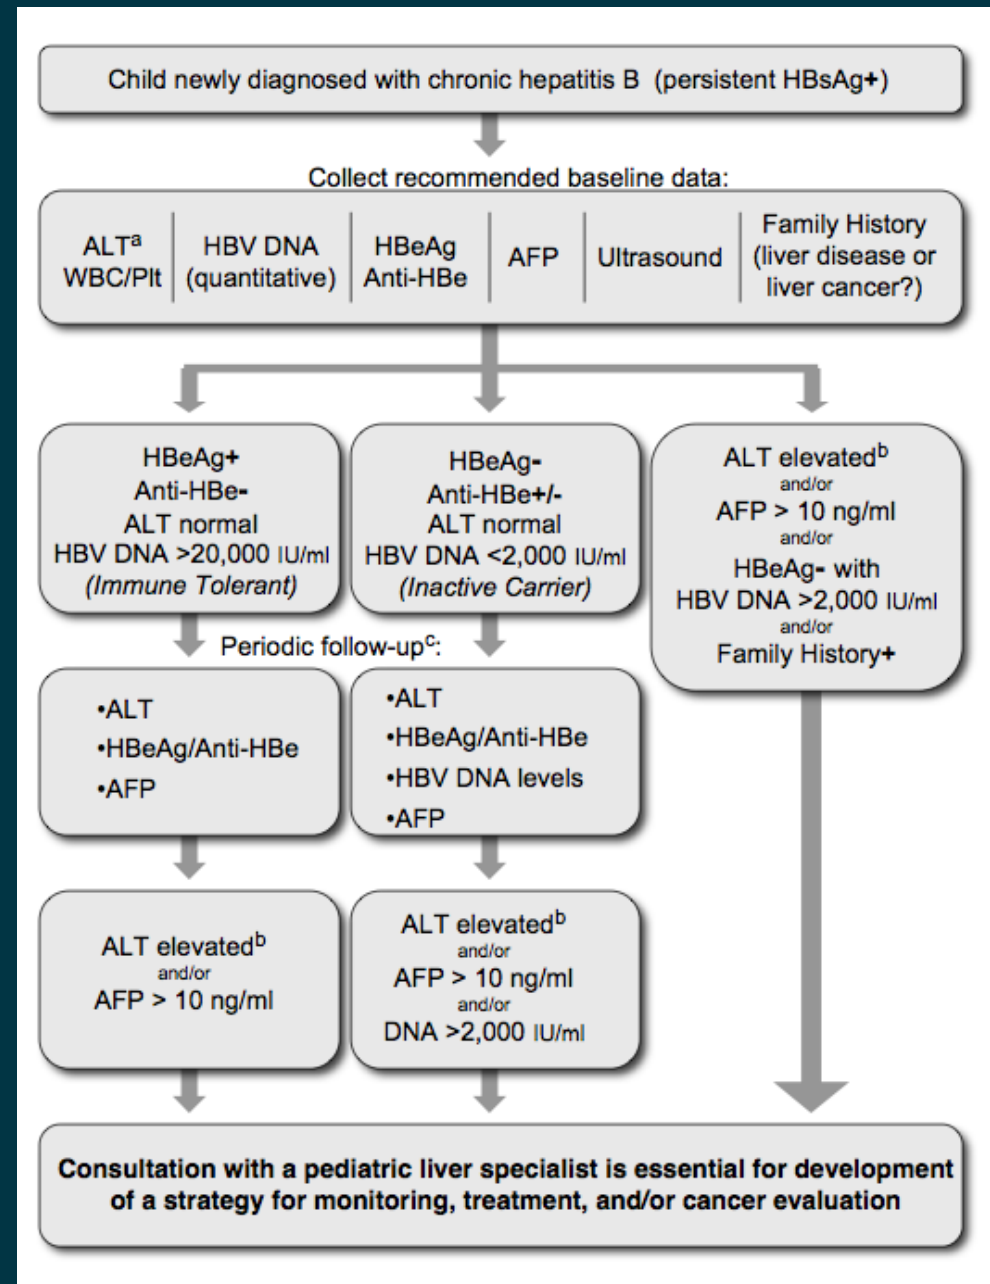 Child newly diagnosed with chronic hepatitis B (persistent HBsAg+)
Collect recommended baseline data:
ALTª
WBC/Plt
HBV DNA
(quantitative)
HBeAg
Anti-HBe
AFP
Ultrasound
Family History
(liver disease or
liver cancer?)
HBeAg+
Anti-HBe-
ALT normal
HBV DNA >20,000 IU/ml
(Immune Tolerant)
HBeAg-
Anti-HBe+/-
ALT normal
HBV DNA <2,000 IU/ml
(Inactive Carrier)
ALT elevatedᵇ
and/or
AFP > 10 ng/ml
and/or
HBeAg- with
HBV DNA >2,000 IU/ml
and/or
Family History+
Periodic follow-upᶜ:
•ALT
•HBeAg/Anti-HBe
•AFP
•ALT
•HBeAg/Anti-HBe
•HBV DNA levels
•AFP
ALT elevatedᵇ
and/or
AFP > 10 ng/ml
ALT elevatedᵇ
and/or
AFP > 10 ng/ml
and/or
DNA >2,000 IU/ml
Consultation with a pediatric liver specialist is essential for development
of a strategy for monitoring, treatment, and/or cancer evaluation